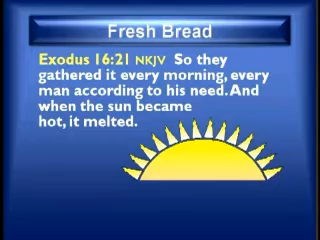 Fresh Bread
Exodus 16:21 NKJV So they
gathered it every morning, every
man according to his need. And
when the sun became
hot, it melted.